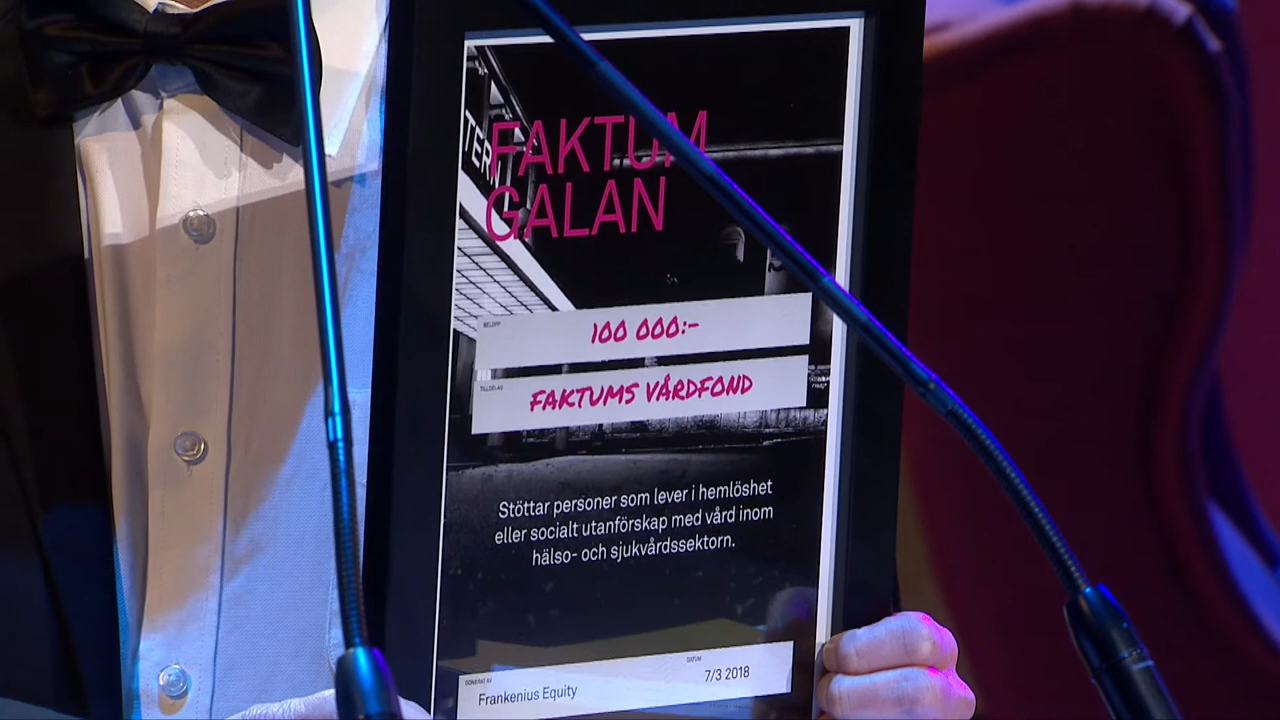 TERN
FAKTUM
GALAN
BELOPP
100 000:-
TILLDELAS
FAKTUMS VÅRDFOND
Stöttar personer som lever i hemlöshet
eller socialt utanförskap med vård inom
hälso- och sjukvårdssektorn.
DONERAT AV
Frankenius Equity
DATUM
7/3 2018